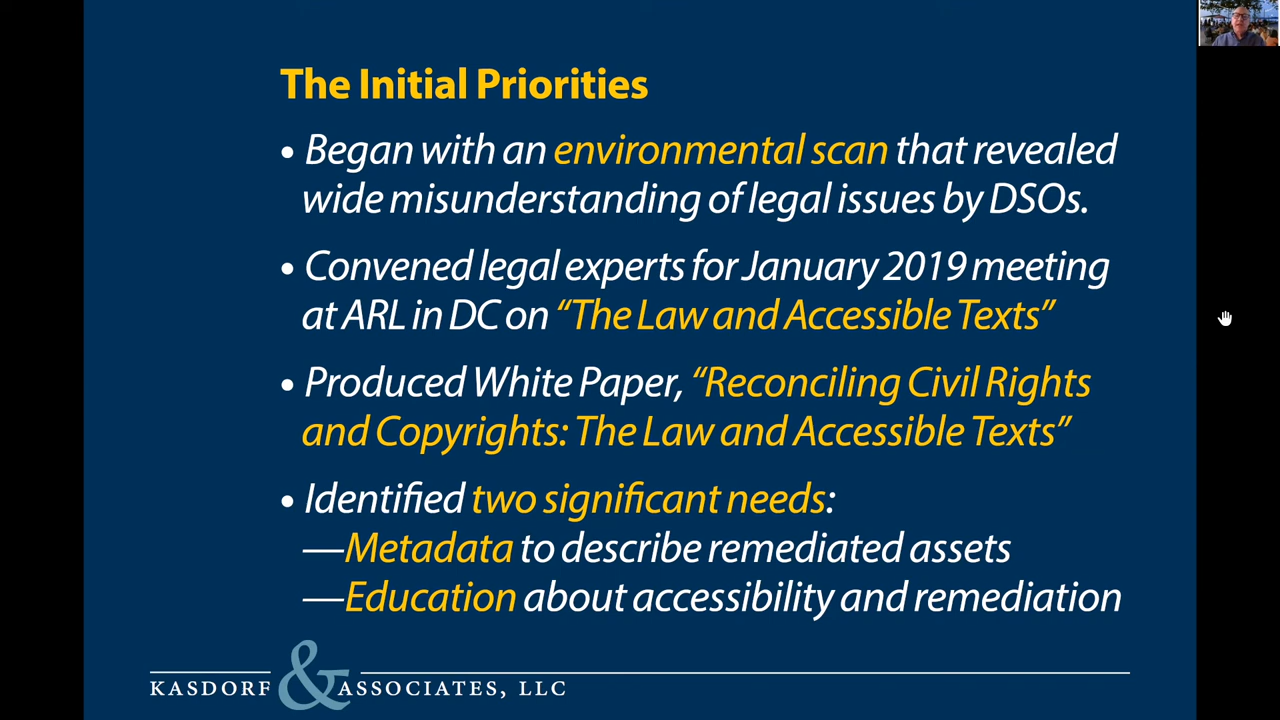 The Initial Priorities
• Began with an environmental scan that revealed
wide misunderstanding of legal issues by DSOs.
• Convened legal experts for January 2019 meeting
at ARL in DC on “The Law and Accessible Texts”
• Produced White Paper, “Reconciling Civil Rights
and Copyrights: The Law and Accessible Texts”
• Identified two significant needs:
—Metadata to describe remediated assets
—Education about accessibility and remediation
KASDORF & ASSOCIATES, LLC